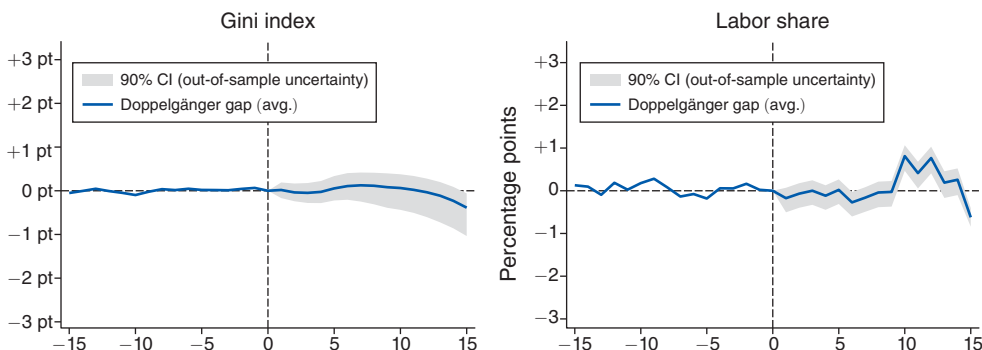 Gini index
+3 pt
+2 pt
+1 pt
0 pt
−1 pt
−2 pt
−3 pt
90% CI (out-of-sample uncertainty)
Doppelgänger gap (avg.)
−15 −10 −5 0 5 10 15
Labor share
Percentage points
+3
+2
+1
0
−1
−2
−3
90% CI (out-of-sample uncertainty)
Doppelgänger gap (avg.)
−15 −10 −5 0 5 10 15